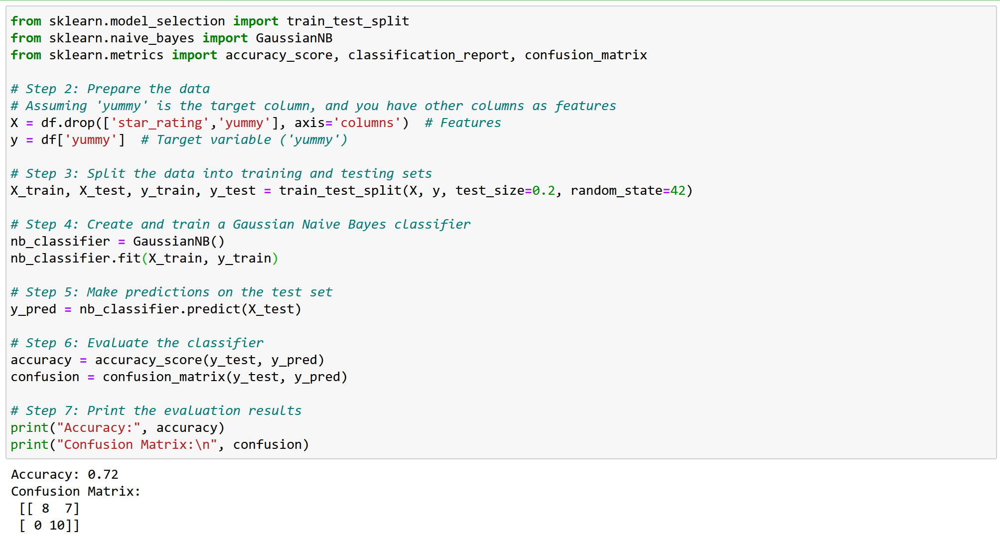 from sklearn.model_selection import train_test_split
from sklearn.naive_bayes import GaussianNB
from sklearn.metrics import accuracy_score, classification_report, confusion_matrix
# Step 2: Prepare the data
# Assuming 'yummy' is the target column, and you have other columns as features
X = df.drop(['star_rating','yummy'], axis='columns')  # Features
y = df['yummy']  # Target variable ('yummy')
# Step 3: Split the data into training and testing sets
X_train, X_test, y_train, y_test = train_test_split(X, y, test_size=0.2, random_state=42)
# Step 4: Create and train a Gaussian Naive Bayes classifier
nb_classifier = GaussianNB()
nb_classifier.fit(X_train, y_train)
# Step 5: Make predictions on the test set
y_pred = nb_classifier.predict(X_test)
# Step 6: Evaluate the classifier
accuracy = accuracy_score(y_test, y_pred)
confusion = confusion_matrix(y_test, y_pred)
# Step 7: Print the evaluation results
print("Accuracy:", accuracy)
print("Confusion Matrix:\n", confusion)
Accuracy: 0.72
Confusion Matrix:
 [[ 8  7]
 [ 0 10]]